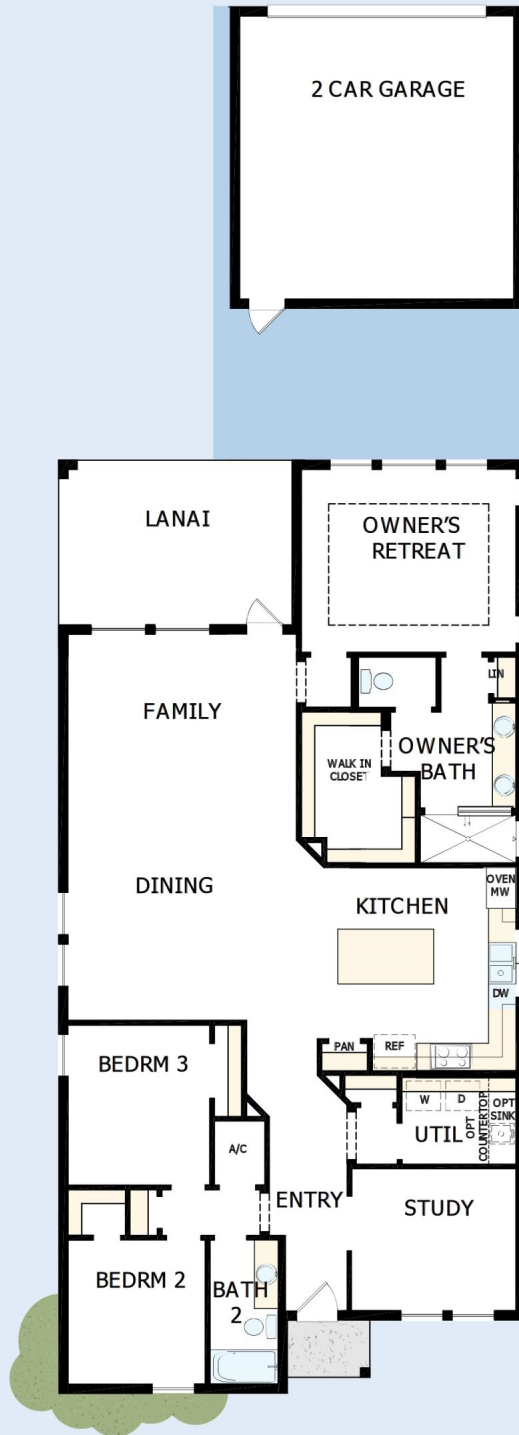 2 CAR GARAGE
LANAI
OWNER'S
RETREAT
FAMILY
LIN
WALK IN
CLOSET
OWNER'S
BATH
DINING
KITCHEN
OVEN
MW
DW
PAN
REF
BEDRM 3
W
D
OPT
COUNTERTOP
OPT
SINK
UTIL
A/C
ENTRY
STUDY
BEDRM 2
BATH
2